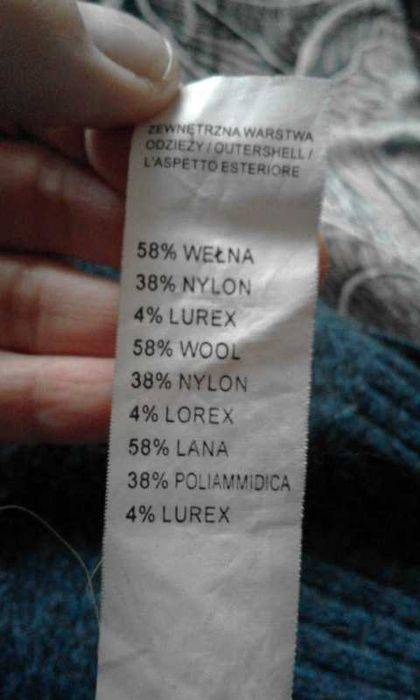 ZEWNĘTRZNA WARSTWA
ODZIEŻY / OUTERSHELL /
L'ASPETTO ESTERIORE
58% WEŁNA
38% NYLON
4% LUREX
58% WOOL
38% NYLON
4% LOREX
58% LANA
38% POLIAMMIDICA
4% LUREX